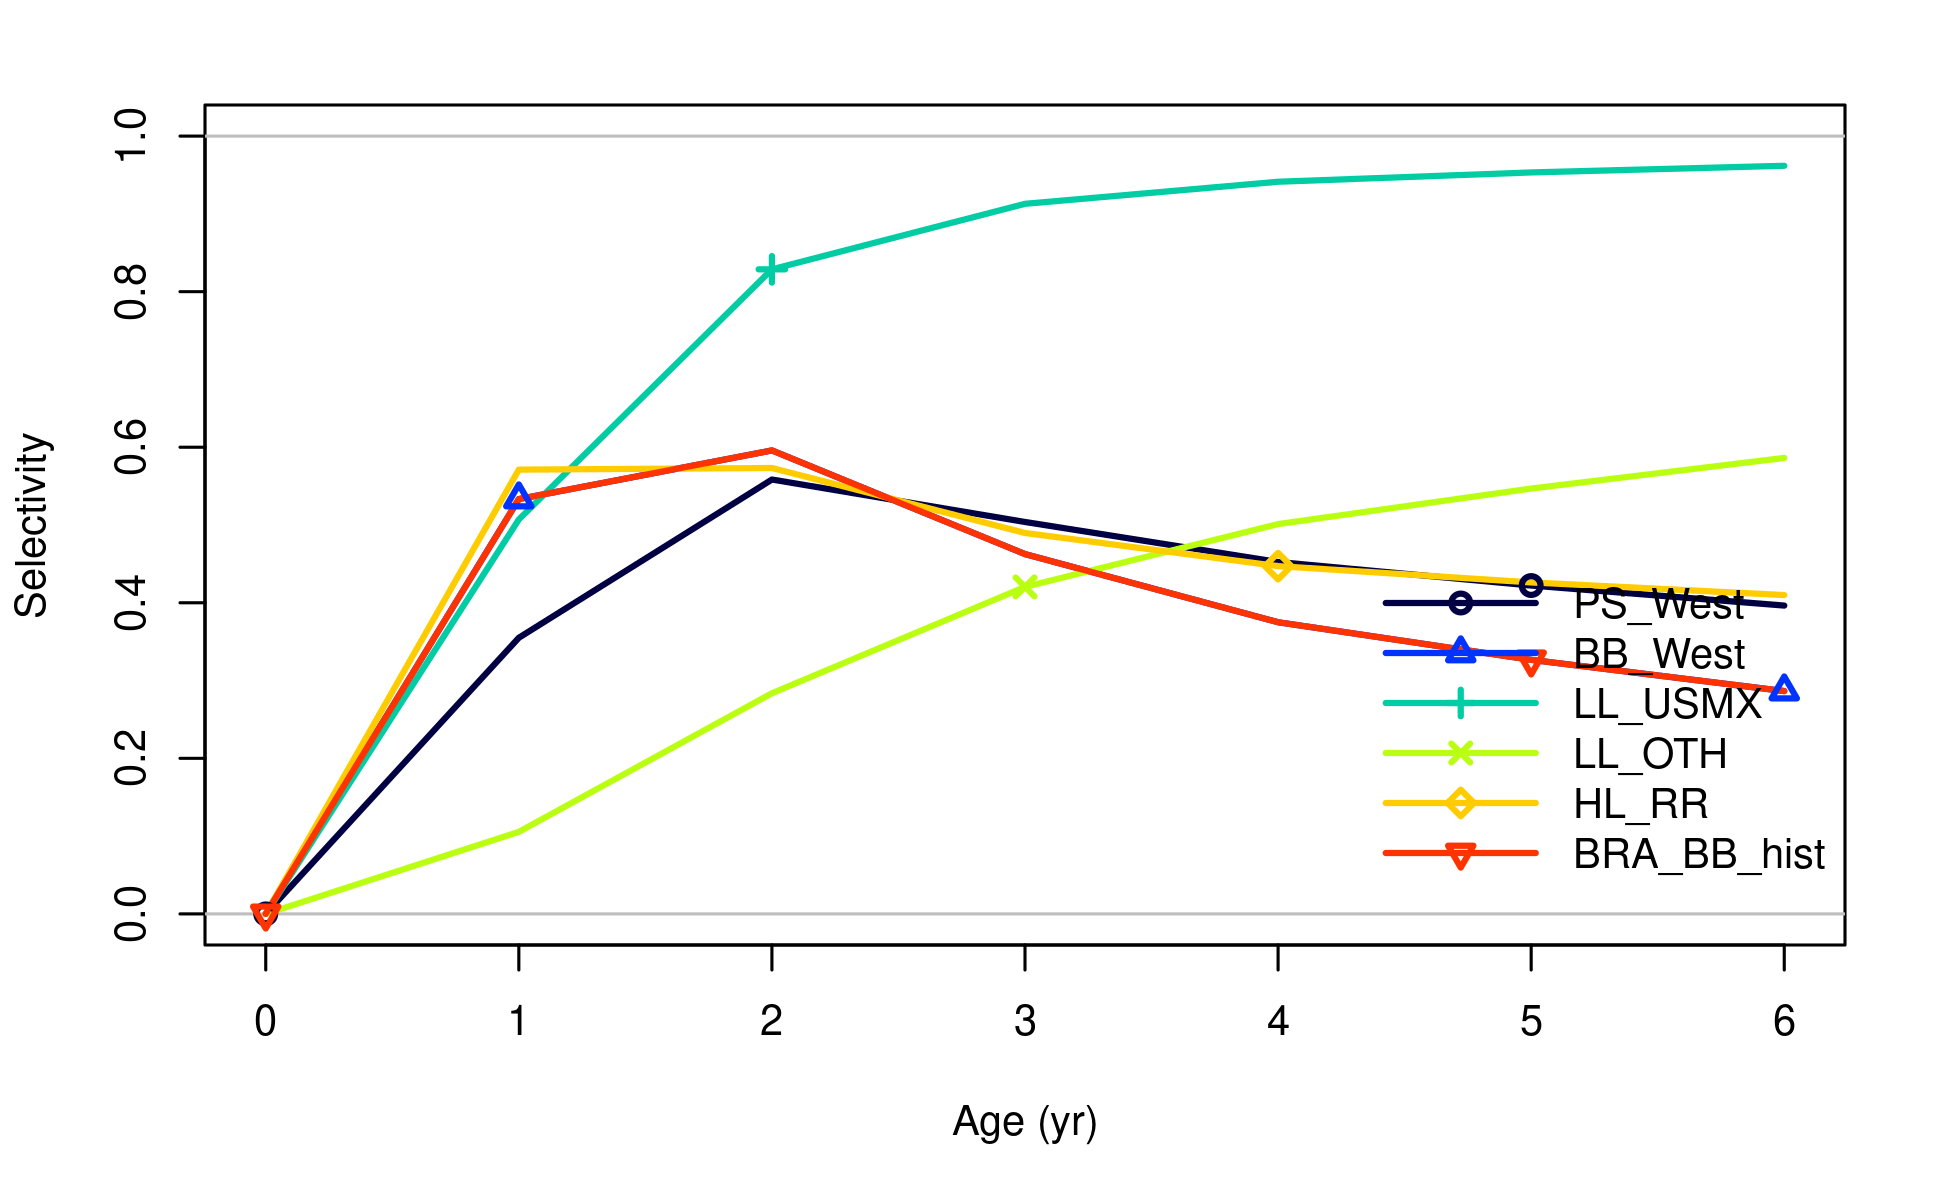 1.0
0.8
0.6
0.4
0.2
0.0
Selectivity
PS_West
BB_West
LL_USMX
LL_OTH
HL_RR
BRA_BB_hist
0 1 2 3 4 5 6
Age (yr)